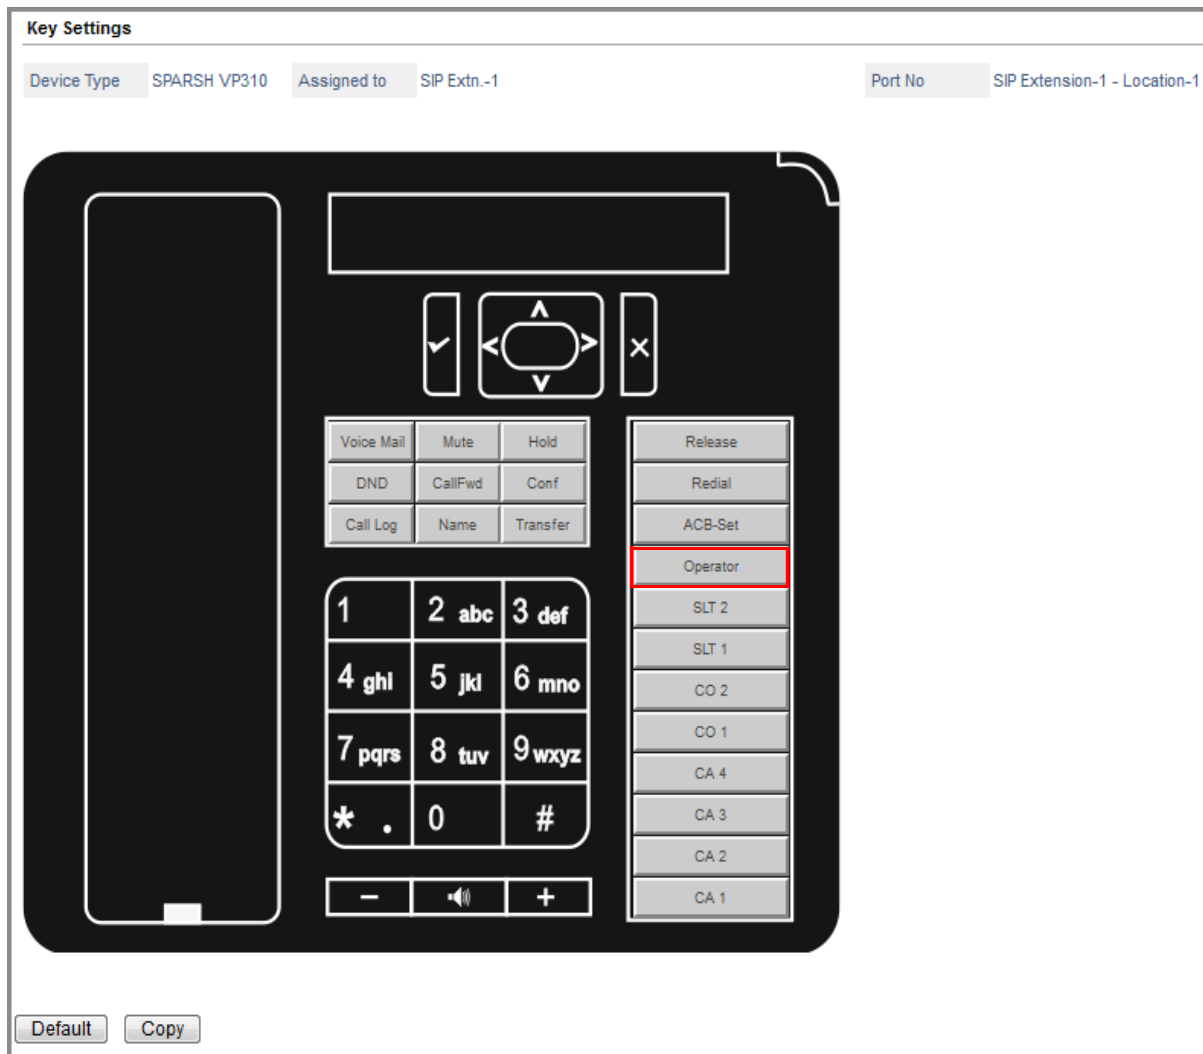 Key Settings
Device Type SPARSH VP310 Assigned to SIP Extn.-1 Port No SIP Extension-1 - Location-1
Voice Mail Mute Hold
DND CallFwd Conf
Call Log Name Transfer
Release
Redial
ACB-Set
Operator
SLT 2
SLT 1
CO 2
CO 1
CA 4
CA 3
CA 2
CA 1
1 2 abc 3 def
4 ghi 5 jkl 6 mno
7 pqrs 8 tuv 9 wxyz
* . 0 #
− +
Default Copy